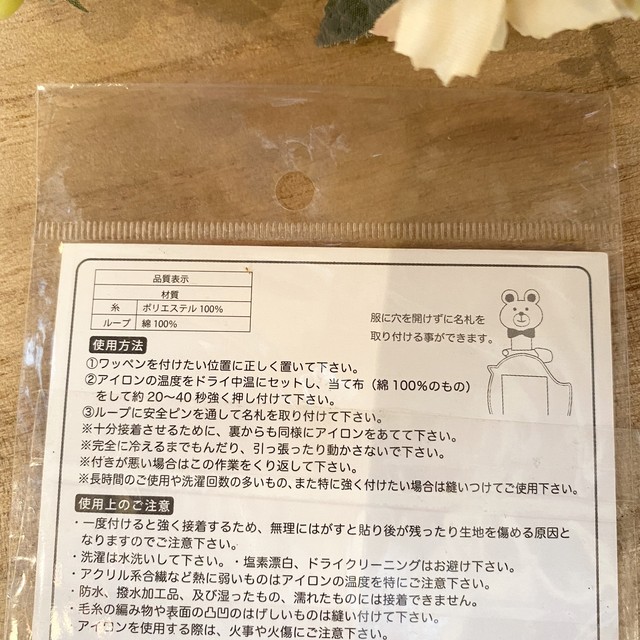 品質表示
材質
糸 ポリエステル100%
ループ 綿100%
服に穴を開けずに名札を
取り付ける事ができます。
使用方法
①ワッペンを付けたい位置に正しく置いて下さい。
②アイロンの温度をドライ中温にセットし、当て布（綿100%のもの）
をして約20〜40秒強く押し付けて下さい。
③ループに安全ピンを通して名札を取り付けて下さい。
※十分接着させるために、裏からも同様にアイロンをあてて下さい。
※完全に冷えるまでもんだり、引っ張ったり動かさないで下さい。
※付きが悪い場合はこの作業をくり返して下さい。
※長時間のご使用や洗濯回数の多いもの、また特に強く付けたい場合は縫いつけてご使用下さい。
使用上のご注意
・一度付けると強く接着するため、無理にはがすと貼り後が残ったり生地を傷める原因と
なりますのでご注意下さい。
・洗濯は水洗いして下さい。・塩素漂白、ドライクリーニングはお避け下さい。
・アクリル系合繊など熱に弱いものはアイロンの温度を特にご注意下さい。
・防水、撥水加工品、及び湿ったもの、濡れたものには接着できません。
・毛糸の編み物や表面の凸凹のはげしいものは縫い付けて下さい。
・アイロンを使用する際は、火事や火傷にご注意下さい。